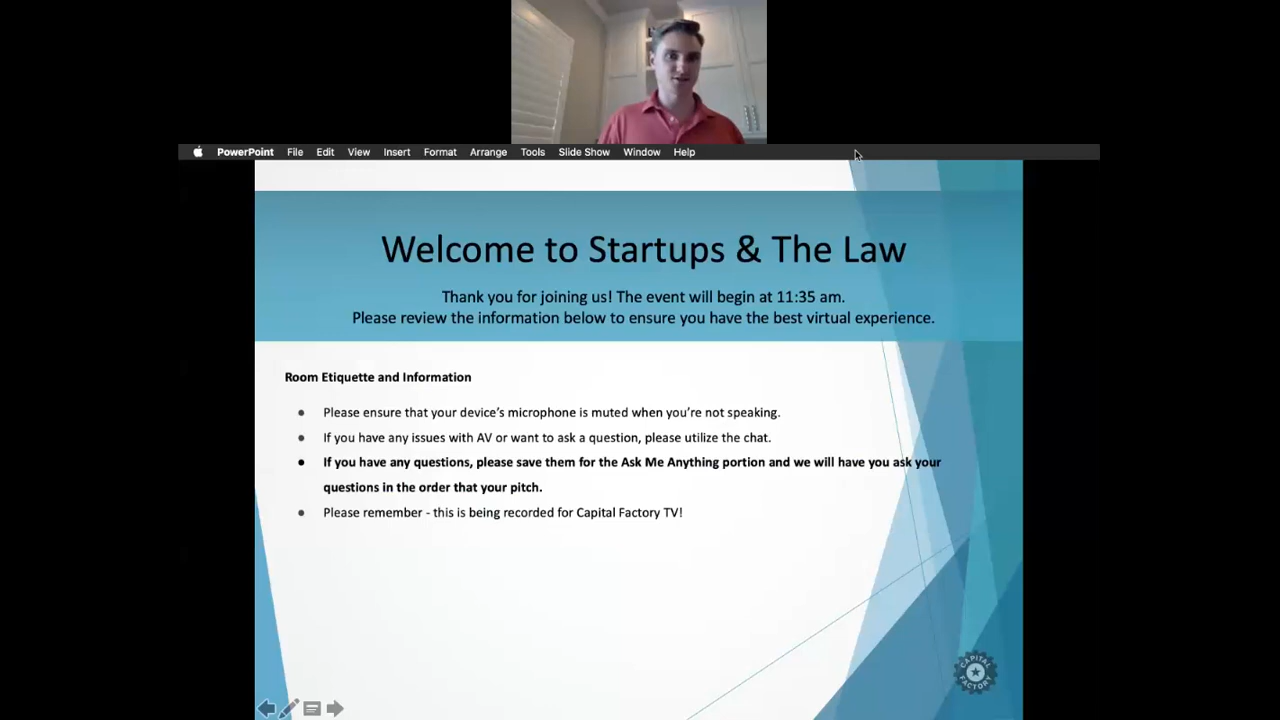 PowerPoint File Edit View Insert Format Arrange Tools Slide Show Window Help
Welcome to Startups & The Law
Thank you for joining us! The event will begin at 11:35 am.
Please review the information below to ensure you have the best virtual experience.
Room Etiquette and Information
● Please ensure that your device's microphone is muted when you're not speaking.
● If you have any issues with AV or want to ask a question, please utilize the chat.
● If you have any questions, please save them for the Ask Me Anything portion and we will have you ask your
questions in the order that your pitch.
● Please remember - this is being recorded for Capital Factory TV!
CAPITAL
FACTORY